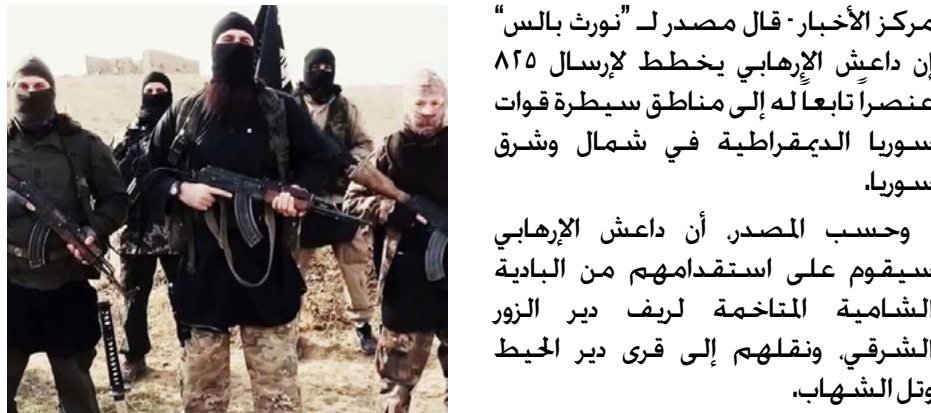 مركز الأخبار - قال مصدر لـ "نورث بالس"
إن داعش الإرهابي يخطط لإرسال ٨٢٥
عنصراً تابعاً له إلى مناطق سيطرة قوات
سوريا الديمقراطية في شمال وشرق
سوريا.
وحسب المصدر، أن داعش الإرهابي
سيقوم على استقدامهم من البادية
الشامية المتاخمة لريف دير الزور
الشرقي، ونقلهم إلى قرى دير الحيط
وتل الشهاب.